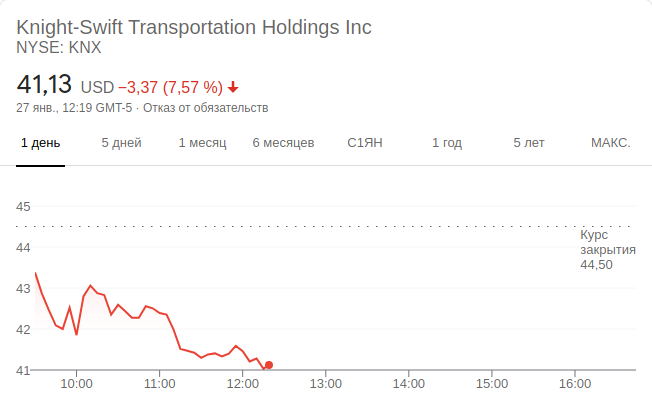 Knight-Swift Transportation Holdings Inc
NYSE: KNX
41,13 USD −3,37 (7,57 %)
27 янв., 12:19 GMT-5 · Отказ от обязательств
1 день 5 дней 1 месяц 6 месяцев С1ЯН 1 год 5 лет МАКС.
45
Курс
закрытия
44,50
44
43
42
41
10:00 11:00 12:00 13:00 14:00 15:00 16:00